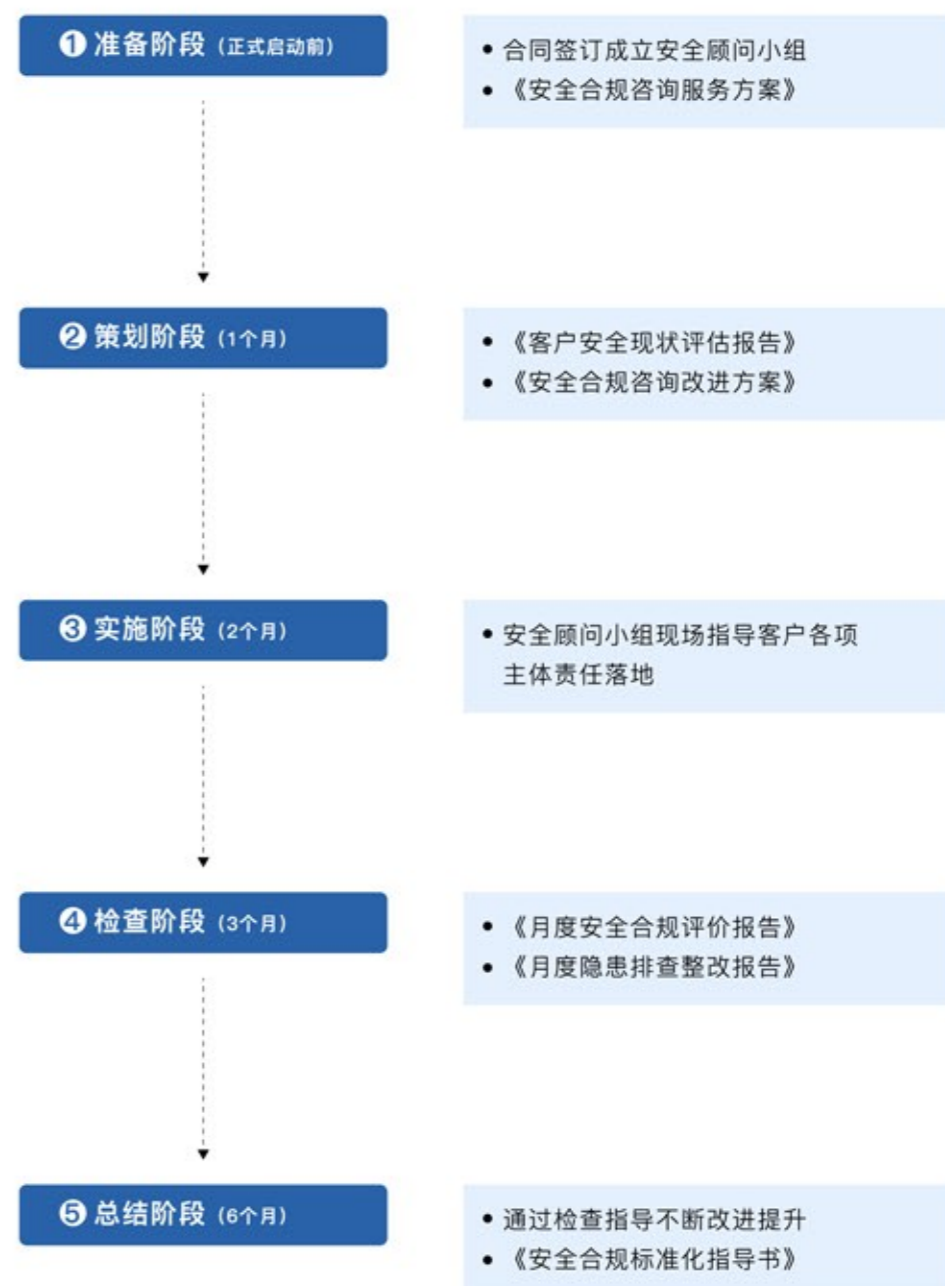 ❶ 准备阶段 (正式启动前)
• 合同签订成立安全顾问小组
• 《安全合规咨询服务方案》
❷ 策划阶段 (1个月)
• 《客户安全现状评估报告》
• 《安全合规咨询改进方案》
❸ 实施阶段 (2个月)
• 安全顾问小组现场指导客户各项
主体责任落地
❹ 检查阶段 (3个月)
• 《月度安全合规评价报告》
• 《月度隐患排查整改报告》
❺ 总结阶段 (6个月)
• 通过检查指导不断改进提升
• 《安全合规标准化指导书》